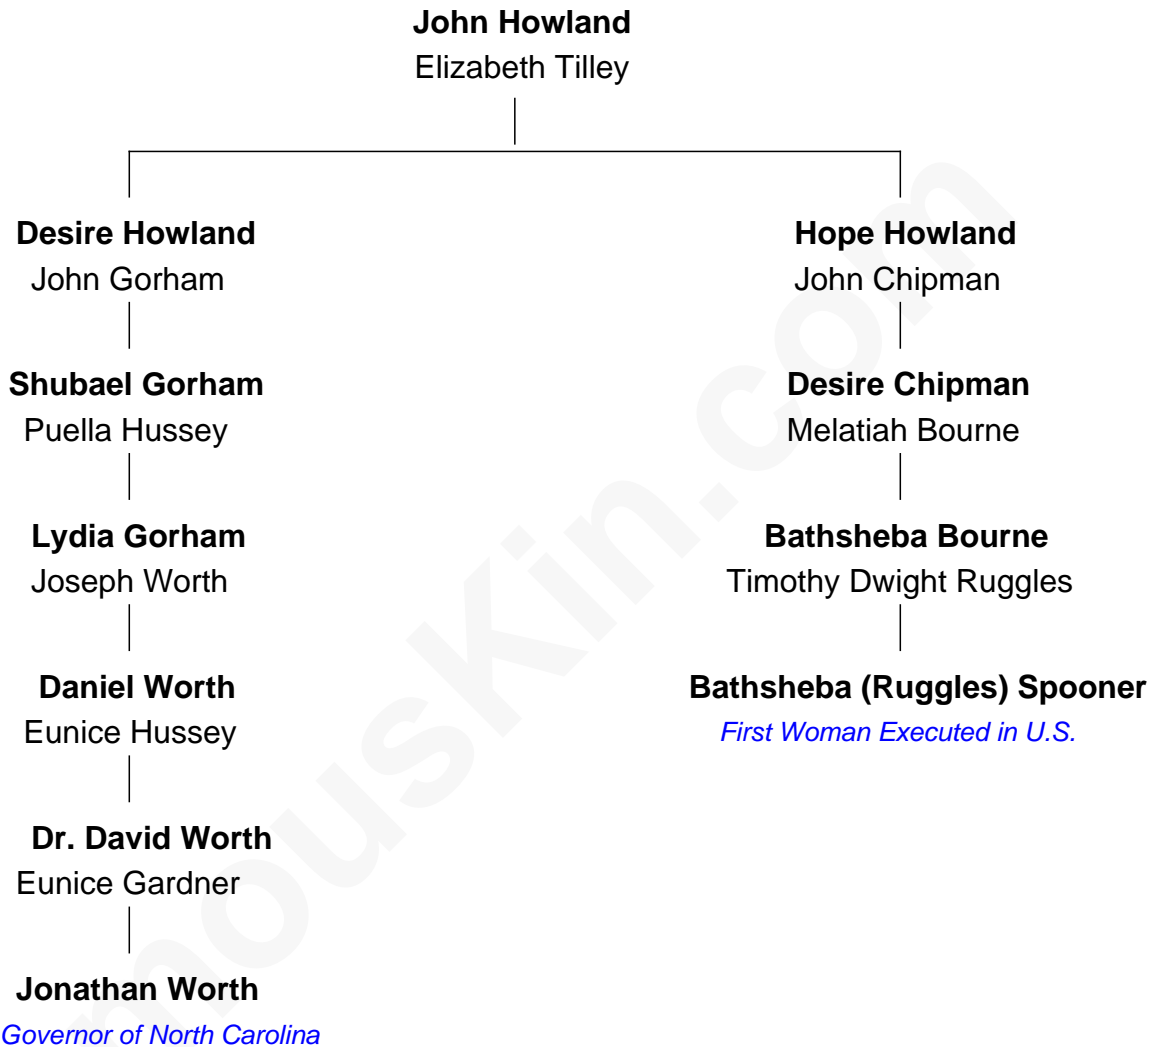 John Howland
Elizabeth Tilley
Desire Howland
John Gorham
Hope Howland
John Chipman
Shubael Gorham
Puella Hussey
Desire Chipman
Melatiah Bourne
Lydia Gorham
Joseph Worth
Bathsheba Bourne
Timothy Dwight Ruggles
Daniel Worth
Eunice Hussey
Bathsheba (Ruggles) Spooner
First Woman Executed in U.S.
Dr. David Worth
Eunice Gardner
Jonathan Worth
Governor of North Carolina
mousKin.com